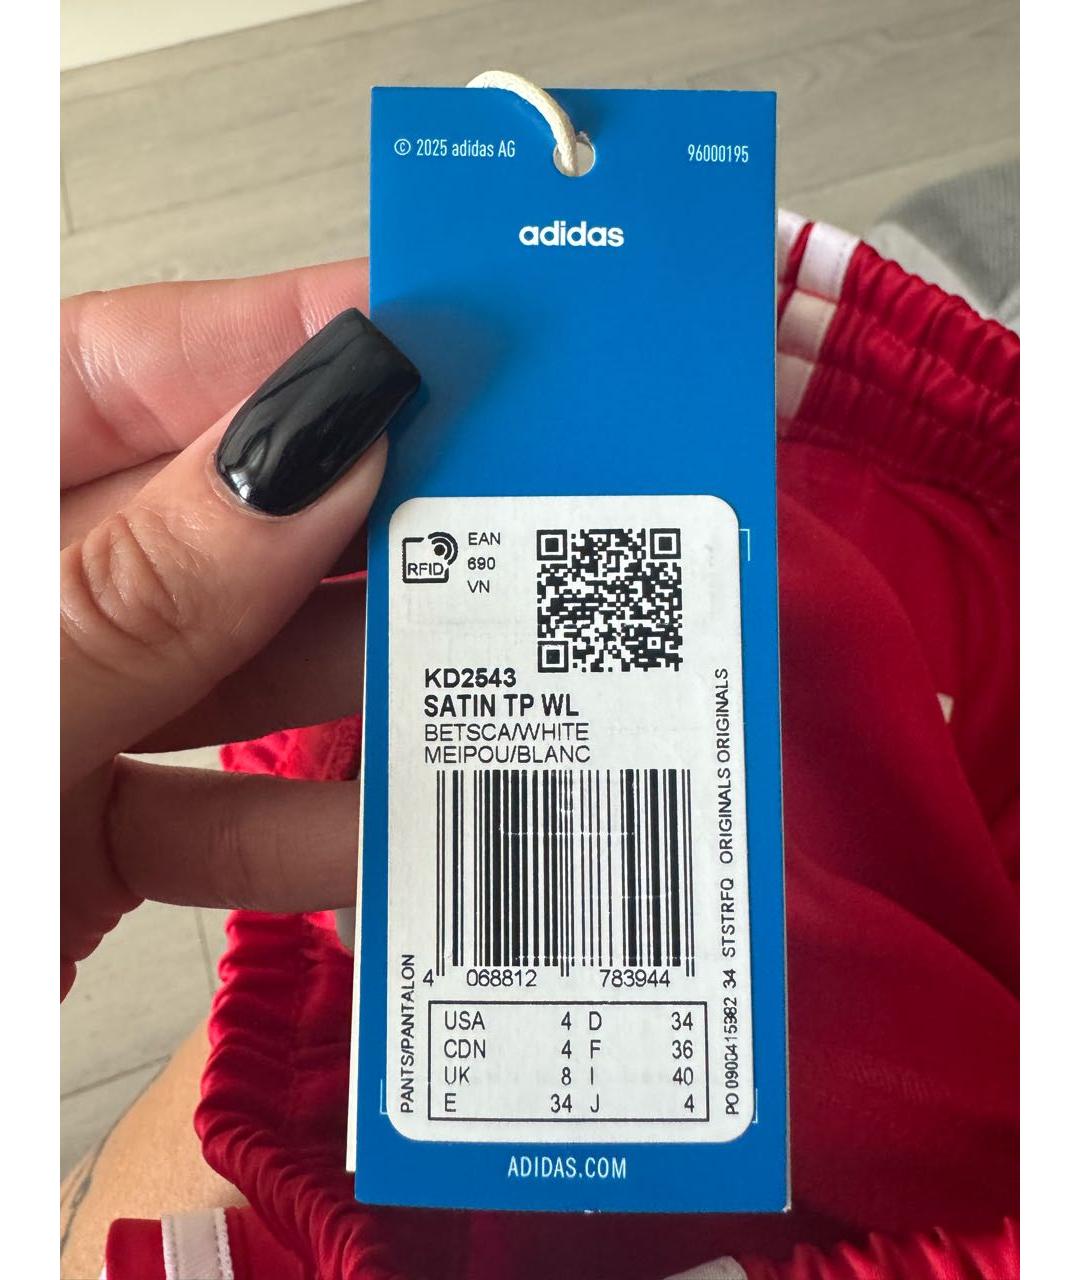 © 2025 adidas AG
96000195
adidas
RFID
EAN
690
VN
KD2543
SATIN TP WL
BETSCA/WHITE
MEIPOU/BLANC
4 068812 783944
PANTS/PANTALON
PO 0900415982 34 STSTRFQ ORIGINALS ORIGINALS
USA 4 D 34
CDN 4 F 36
UK 8 I 40
E 34 J 4
ADIDAS.COM